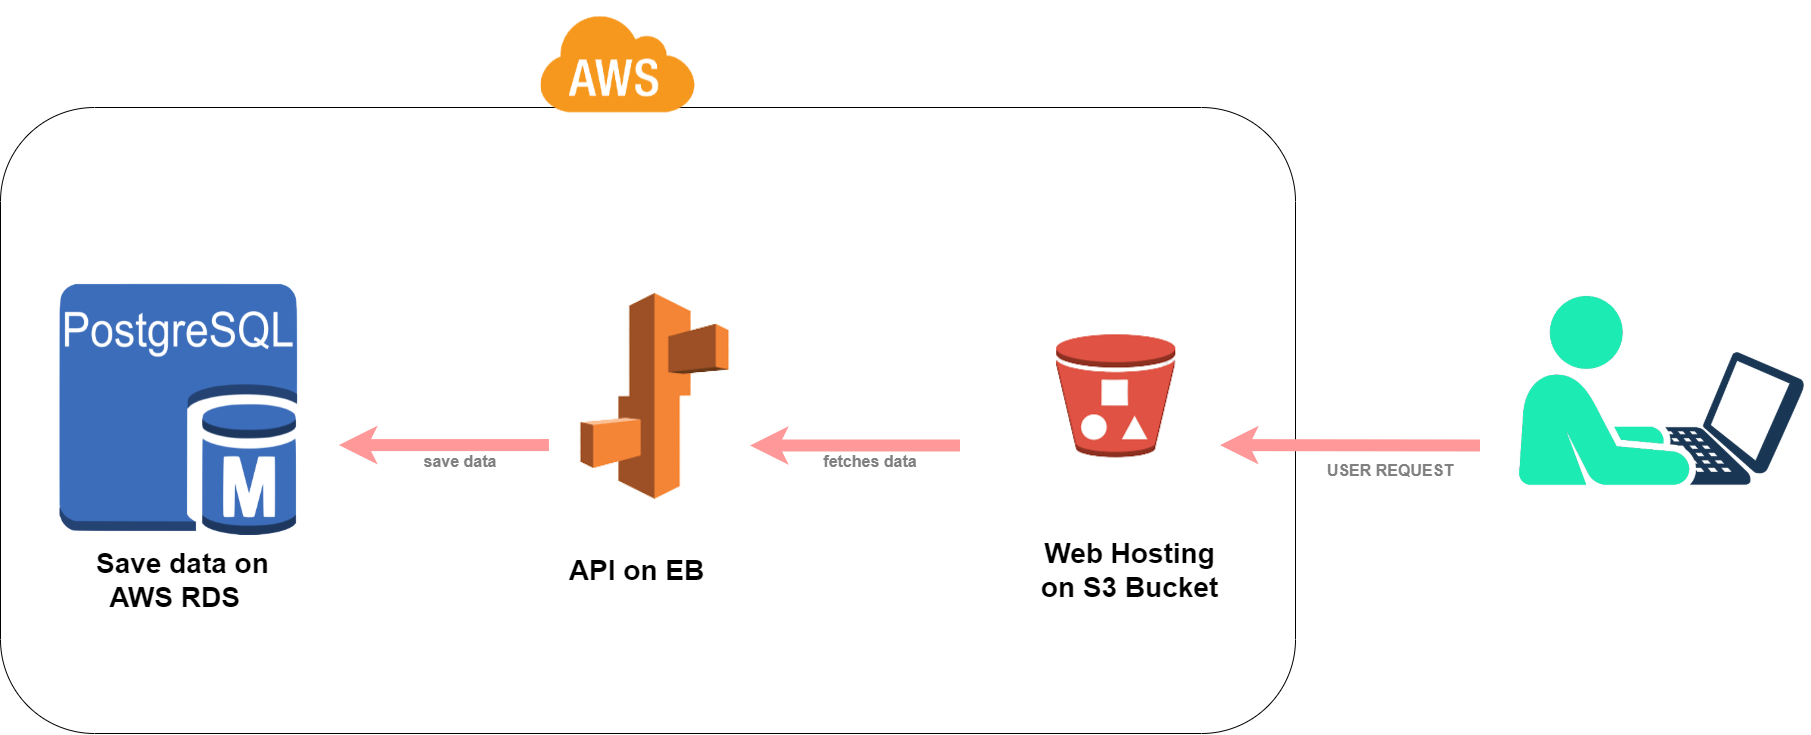 AWS
PostgreSQL
M
save data
fetches data
USER REQUEST
Save data on
AWS RDS
API on EB
Web Hosting
on S3 Bucket